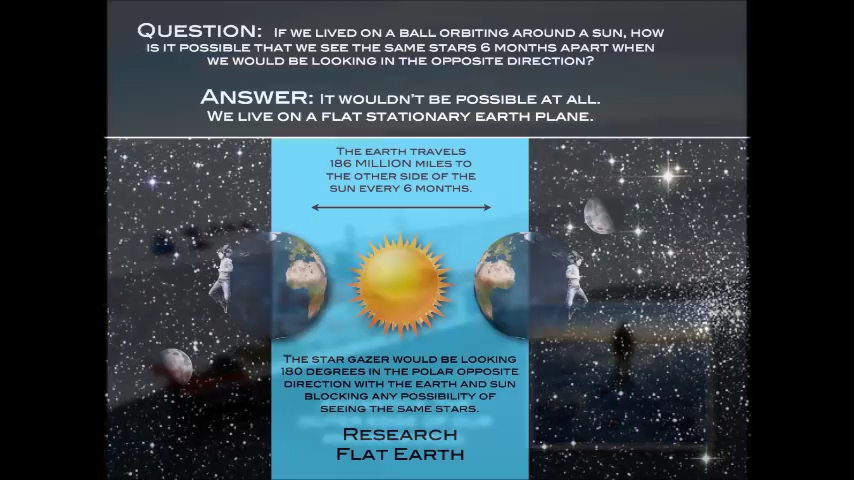 QUESTION: IF WE LIVED ON A BALL ORBITING AROUND A SUN, HOW
IS IT POSSIBLE THAT WE SEE THE SAME STARS 6 MONTHS APART WHEN
WE WOULD BE LOOKING IN THE OPPOSITE DIRECTION?
ANSWER: IT WOULDN'T BE POSSIBLE AT ALL.
WE LIVE ON A FLAT STATIONARY EARTH PLANE.
THE EARTH TRAVELS
186 MILLION MILES TO
THE OTHER SIDE OF THE
SUN EVERY 6 MONTHS.
THE STAR GAZER WOULD BE LOOKING
180 DEGREES IN THE POLAR OPPOSITE
DIRECTION WITH THE EARTH AND SUN
BLOCKING ANY POSSIBILITY OF
SEEING THE SAME STARS.
RESEARCH
FLAT EARTH